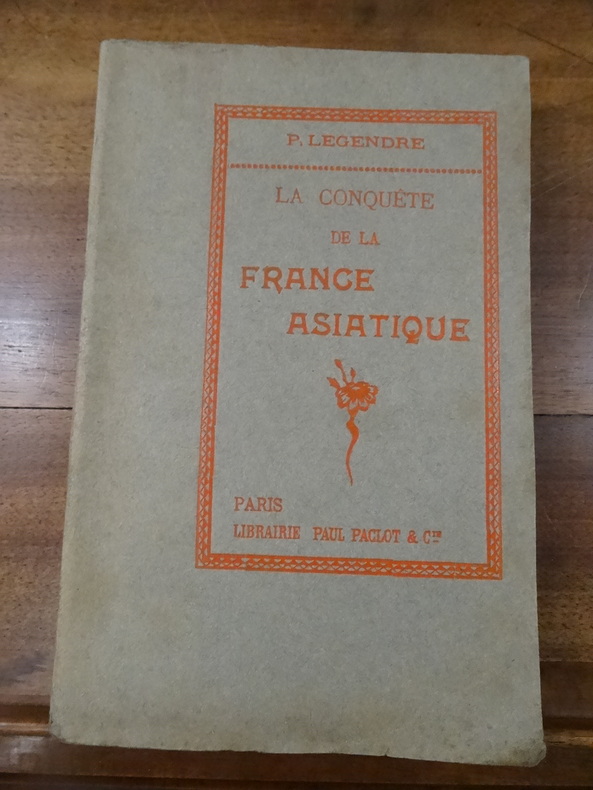 P. LEGENDRE
LA CONQUÊTE
DE LA
FRANCE
ASIATIQUE
PARIS
LIBRAIRIE PAUL PACLOT & Cⁱᴱ